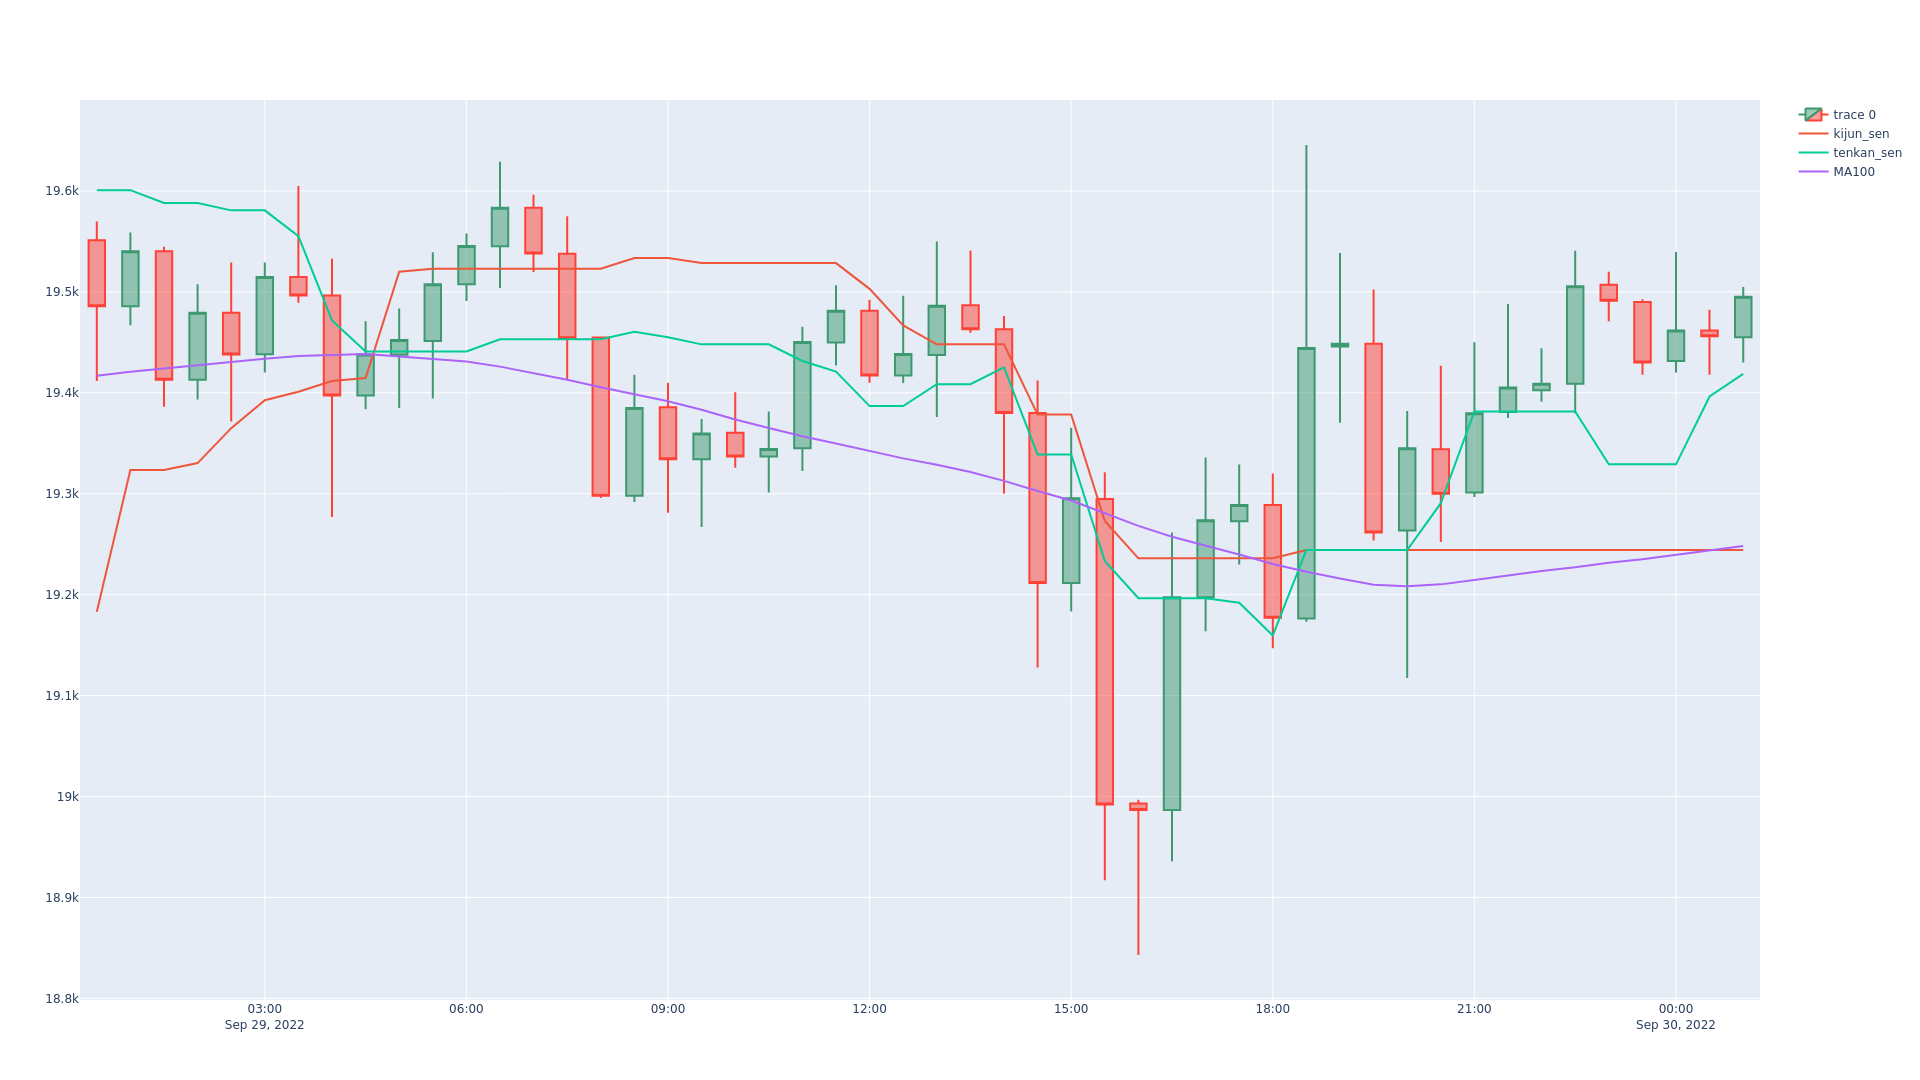 trace 0
kijun_sen
tenkan_sen
MA100
19.6k
19.5k
19.4k
19.3k
19.2k
19.1k
19k
18.9k
18.8k
03:00 06:00 09:00 12:00 15:00 18:00 21:00 00:00
Sep 29, 2022 Sep 30, 2022